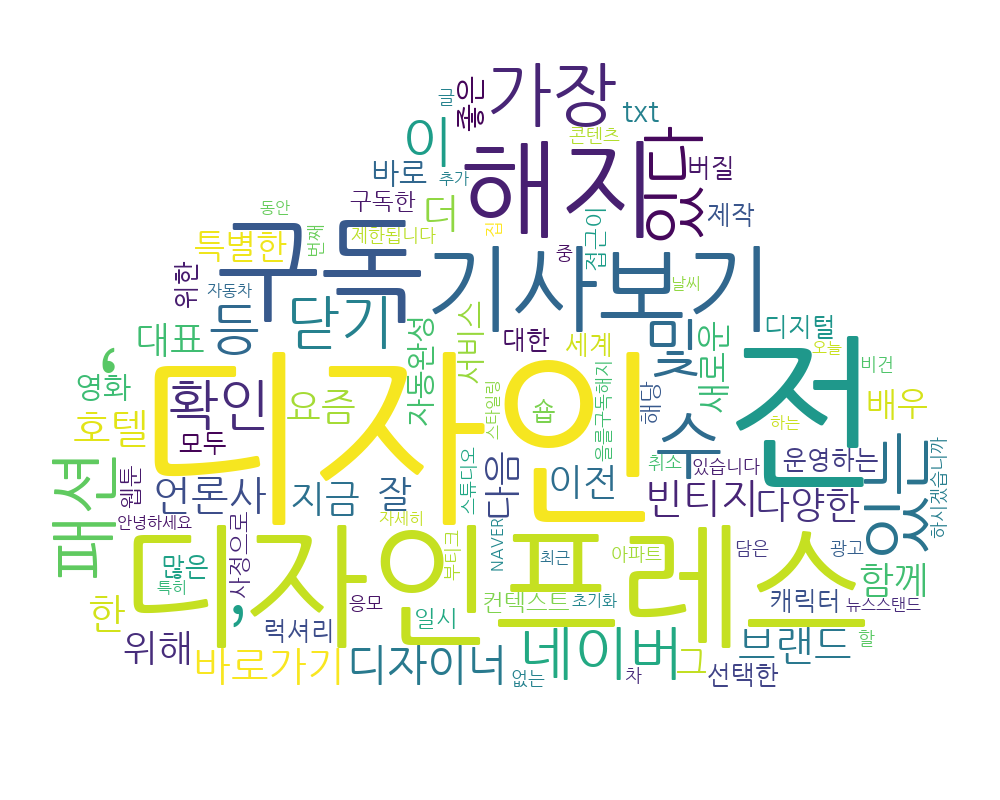 글
좋은
가장
txt
이
콘텐츠
바로
추가
해지
있다
버질
구독한
더
제작
동안
특별한
번째
제한됩니다
구독
집
접근이
중
위한
자동차
기사보기
날씨
등
닫기
대표
‘
자동완성
서비스
대한
세계
및
새로운
디지털
오늘
영화
디자인
전
비건
확인
요즘
숍
해당
배우
호텔
모두
스타일링
을를구독해지
수
하는
패션
웹툰
언론사
지금
잘
다음
스튜디오
이전
취소
있습니다
빈티지
다양한
운영하는
있는
하시겠습니까
안녕하세요
자세히
디자인프레스
많은
특히
사정으로
부티크
NAVER
최근
아파트
담은
광고
함께
한
’
응모
일시
컨텍스트
초기화
캐릭터
뉴스스탠드
위해
럭셔리
바로가기
디자이너
없는
네이버
차
그
선택한
브랜드
할